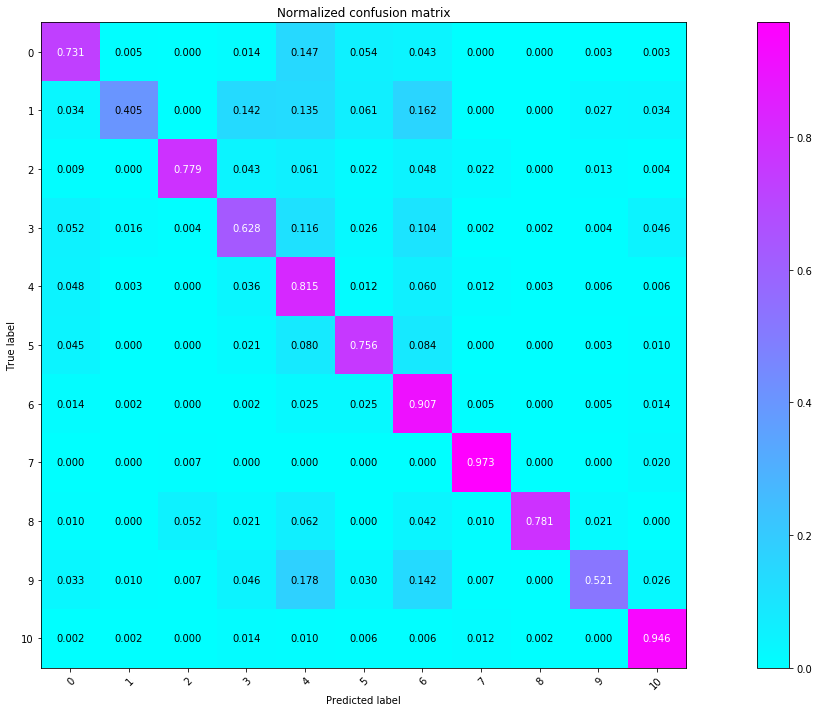 Normalized confusion matrix
0 0.731 0.005 0.000 0.014 0.147 0.054 0.043 0.000 0.000 0.003 0.003
1 0.034 0.405 0.000 0.142 0.135 0.061 0.162 0.000 0.000 0.027 0.034
2 0.009 0.000 0.779 0.043 0.061 0.022 0.048 0.022 0.000 0.013 0.004
3 0.052 0.016 0.004 0.628 0.116 0.026 0.104 0.002 0.002 0.004 0.046
4 0.048 0.003 0.000 0.036 0.815 0.012 0.060 0.012 0.003 0.006 0.006
5 0.045 0.000 0.000 0.021 0.080 0.756 0.084 0.000 0.000 0.003 0.010
6 0.014 0.002 0.000 0.002 0.025 0.025 0.907 0.005 0.000 0.005 0.014
7 0.000 0.000 0.007 0.000 0.000 0.000 0.000 0.973 0.000 0.000 0.020
8 0.010 0.000 0.052 0.021 0.062 0.000 0.042 0.010 0.781 0.021 0.000
9 0.033 0.010 0.007 0.046 0.178 0.030 0.142 0.007 0.000 0.521 0.026
10 0.002 0.002 0.000 0.014 0.010 0.006 0.006 0.012 0.002 0.000 0.946
0 1 2 3 4 5 6 7 8 9 10
True label
Predicted label
0.8
0.6
0.4
0.2
0.0